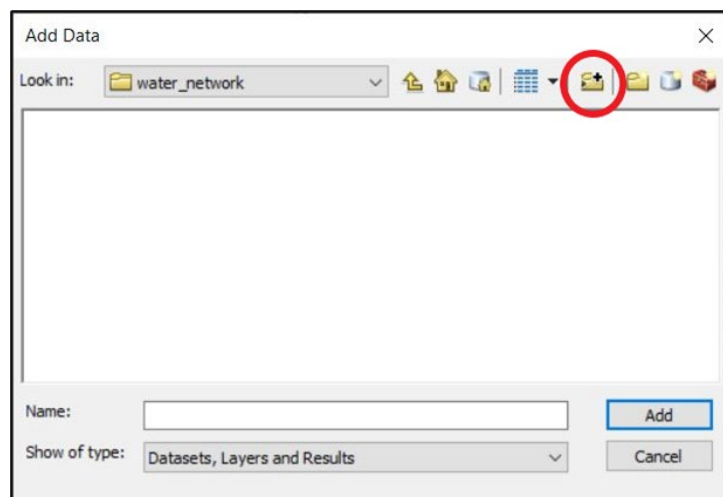 Add Data
Look in: water_network
Name:
Add
Show of type: Datasets, Layers and Results
Cancel